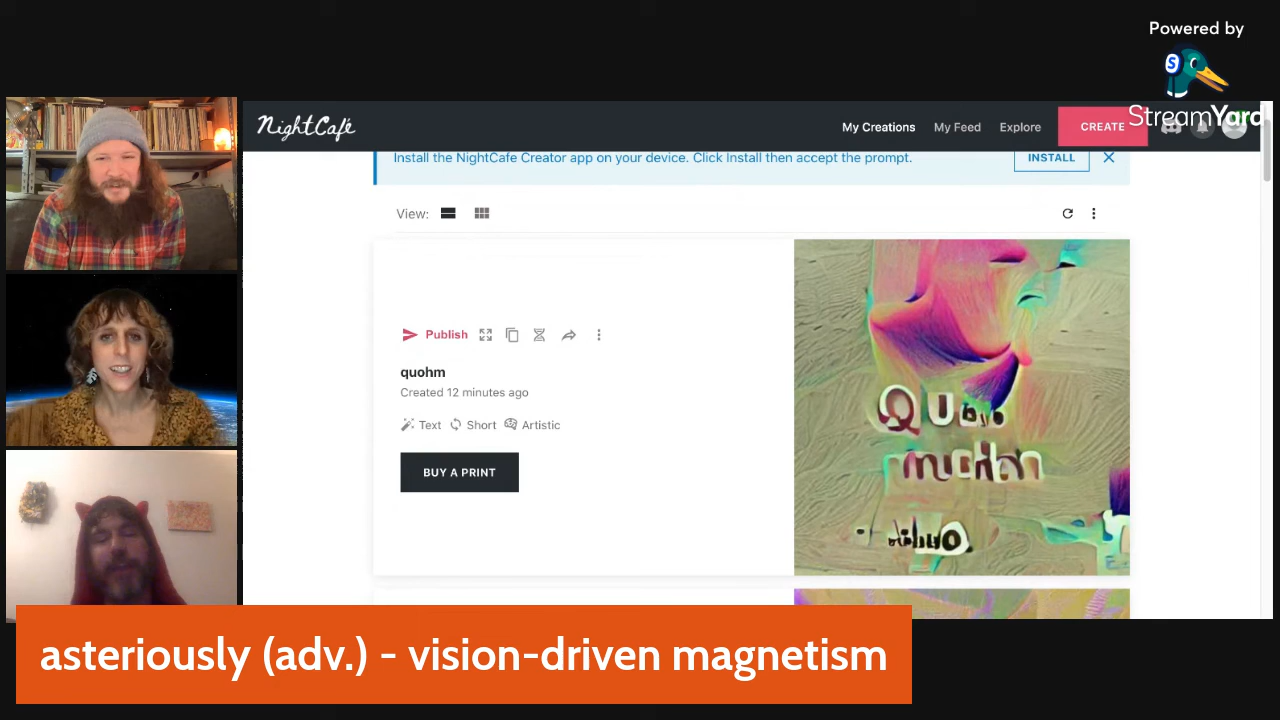 Powered by
StreamYard
NightCafé
My Creations
My Feed
Explore
CREATE
Install the NightCafe Creator app on your device. Click Install then accept the prompt.
INSTALL
View:
Publish
quohm
Created 12 minutes ago
Text
Short
Artistic
BUY A PRINT
asteriously (adv.) - vision-driven magnetism